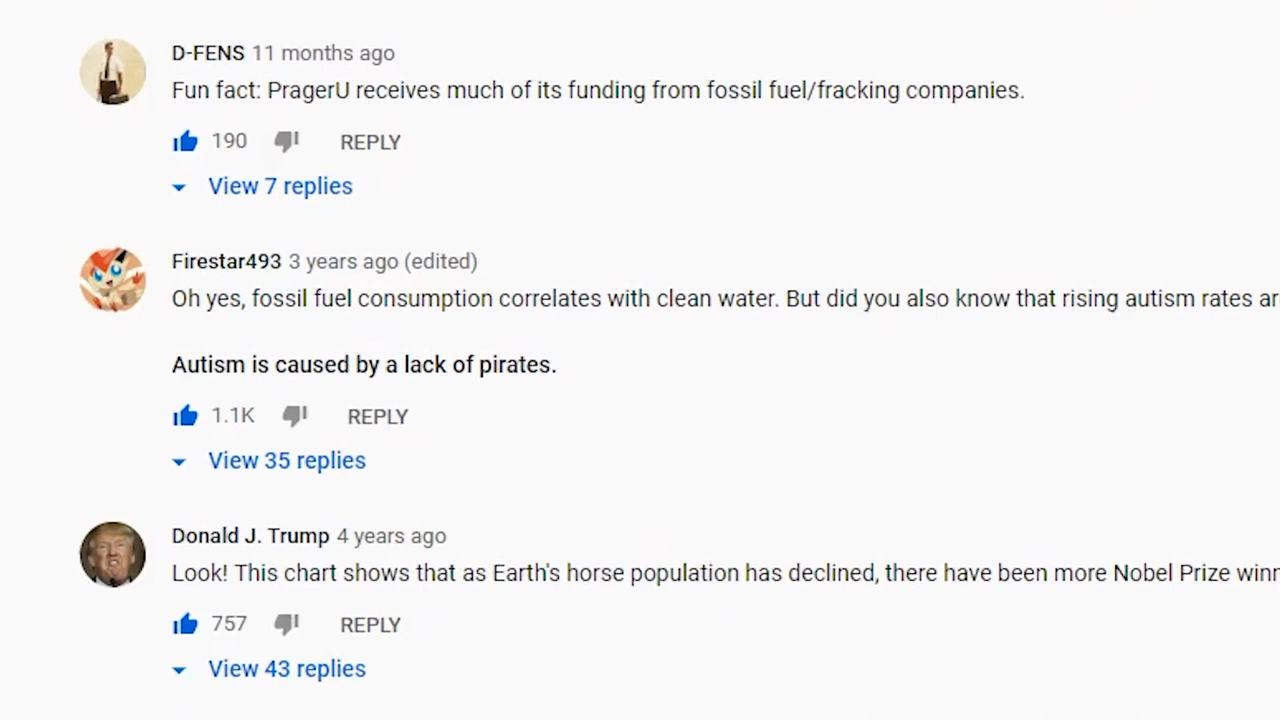 D-FENS 11 months ago
Fun fact: PragerU receives much of its funding from fossil fuel/fracking companies.
190 REPLY
View 7 replies
Firestar493 3 years ago (edited)
Oh yes, fossil fuel consumption correlates with clean water. But did you also know that rising autism rates
Autism is caused by a lack of pirates.
1.1K REPLY
View 35 replies
Donald J. Trump 4 years ago
Look! This chart shows that as Earth's horse population has declined, there have been more Nobel Prize
757 REPLY
View 43 replies